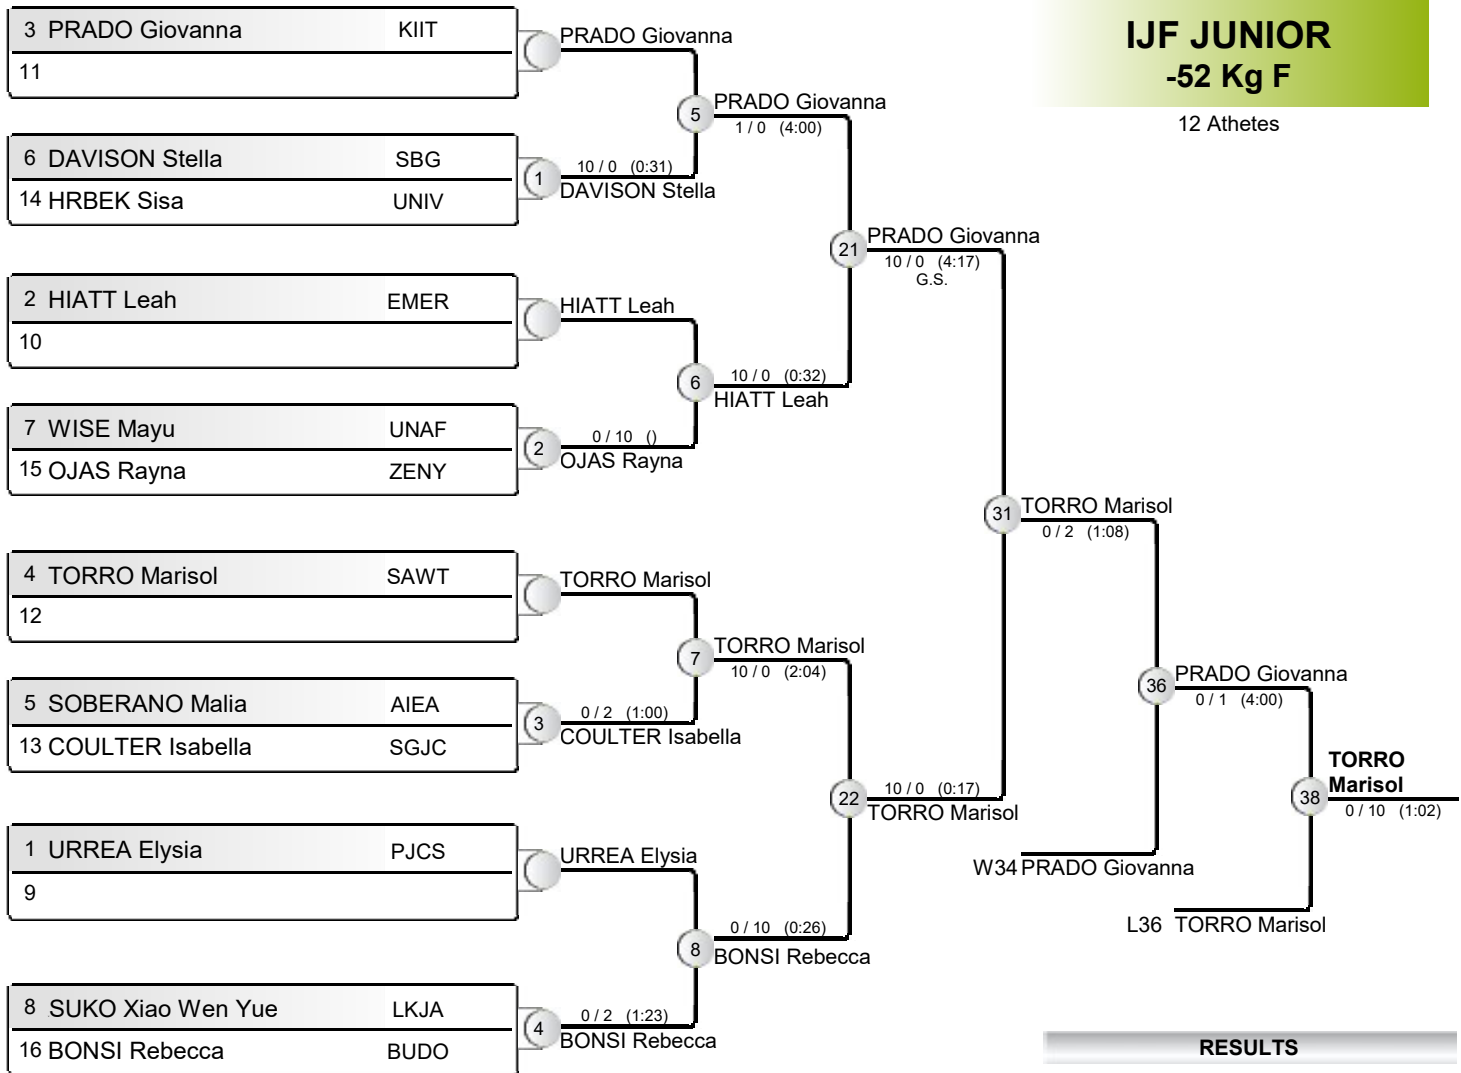 IJF JUNIOR
-52 Kg F
12 Athetes
3 PRADO Giovanna KIIT
11
PRADO Giovanna
5
PRADO Giovanna
1 / 0 (4:00)
6 DAVISON Stella SBG
14 HRBEK Sisa UNIV
1
10 / 0 (0:31)
DAVISON Stella
21
PRADO Giovanna
10 / 0 (4:17)
G.S.
2 HIATT Leah EMER
10
HIATT Leah
6
10 / 0 (0:32)
HIATT Leah
7 WISE Mayu UNAF
15 OJAS Rayna ZENY
2
0 / 10 ()
OJAS Rayna
31
TORRO Marisol
0 / 2 (1:08)
4 TORRO Marisol SAWT
12
TORRO Marisol
7
TORRO Marisol
10 / 0 (2:04)
5 SOBERANO Malia AIEA
13 COULTER Isabella SGJC
3
0 / 2 (1:00)
COULTER Isabella
36
PRADO Giovanna
0 / 1 (4:00)
22
10 / 0 (0:17)
TORRO Marisol
38
TORRO
Marisol
0 / 10 (1:02)
1 URREA Elysia PJCS
9
URREA Elysia
W34 PRADO Giovanna
8
0 / 10 (0:26)
BONSI Rebecca
L36 TORRO Marisol
8 SUKO Xiao Wen Yue LKJA
16 BONSI Rebecca BUDO
4
0 / 2 (1:23)
BONSI Rebecca
RESULTS